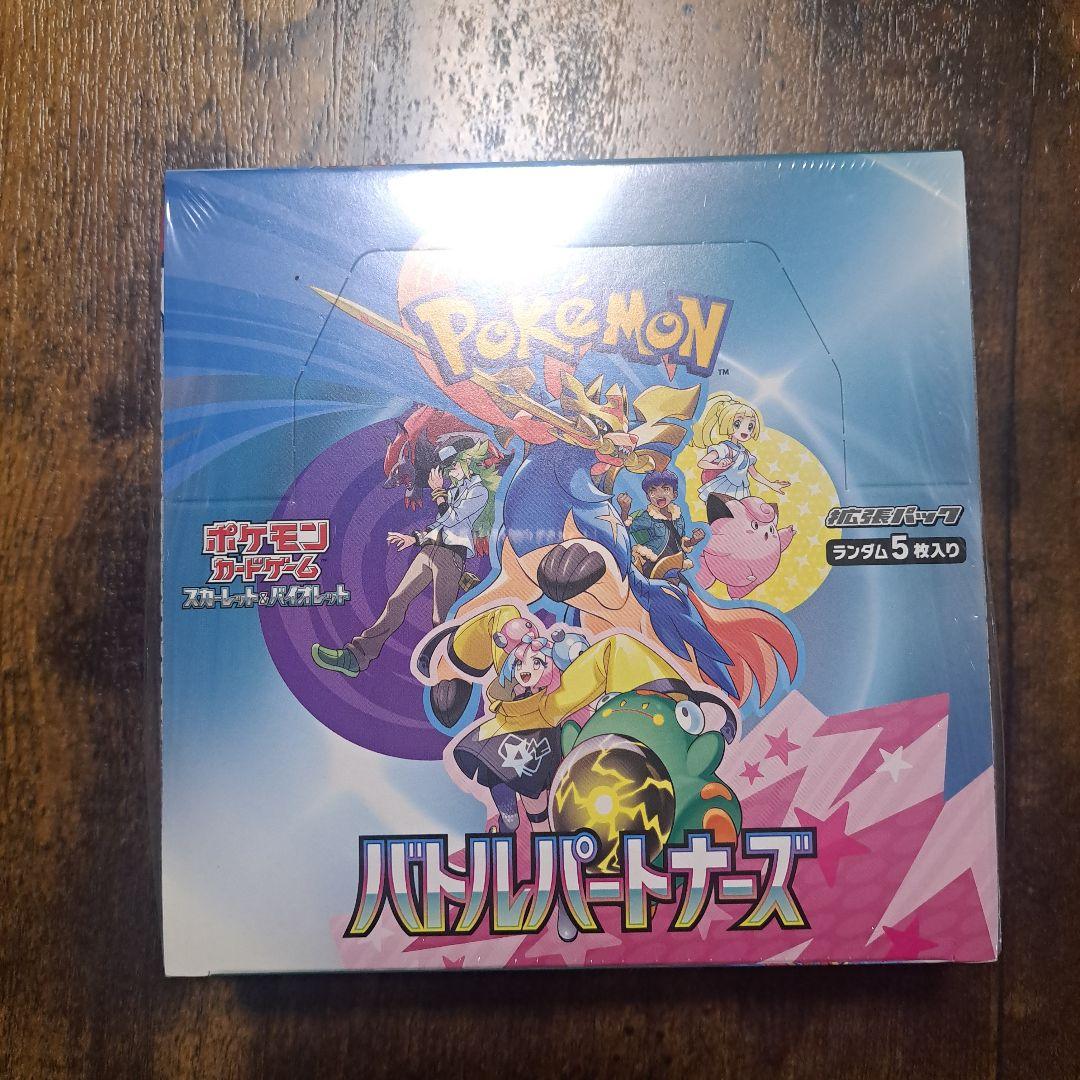 POKéMON
TM
ポケモン
カードゲーム
スカーレット&バイオレット
拡張パック
ランダム5枚入り
バトルパートナーズ